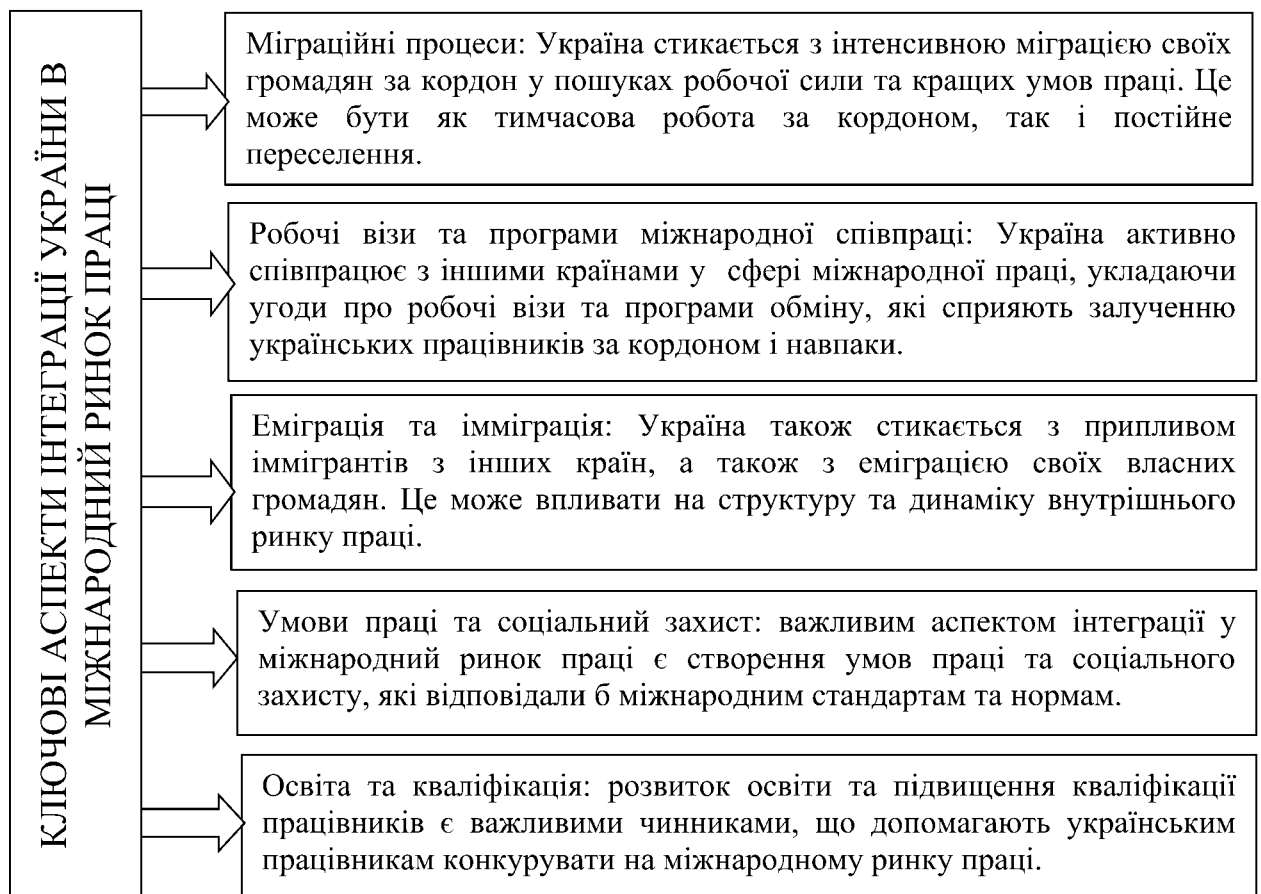 КЛЮЧОВІ АСПЕКТИ ІНТЕГРАЦІЇ УКРАЇНИ В
МІЖНАРОДНИЙ РИНОК ПРАЦІ
Міграційні процеси: Україна стикається з інтенсивною міграцією своїх
громадян за кордон у пошуках робочої сили та кращих умов праці. Це
може бути як тимчасова робота за кордоном, так і постійне
переселення.
Робочі візи та програми міжнародної співпраці: Україна активно
співпрацює з іншими країнами у сфері міжнародної праці, укладаючи
угоди про робочі візи та програми обміну, які сприяють залученню
українських працівників за кордоном і навпаки.
Еміграція та імміграція: Україна також стикається з припливом
іммігрантів з інших країн, а також з еміграцією своїх власних
громадян. Це може впливати на структуру та динаміку внутрішнього
ринку праці.
Умови праці та соціальний захист: важливим аспектом інтеграції у
міжнародний ринок праці є створення умов праці та соціального
захисту, які відповідали б міжнародним стандартам та нормам.
Освіта та кваліфікація: розвиток освіти та підвищення кваліфікації
працівників є важливими чинниками, що допомагають українським
працівникам конкурувати на міжнародному ринку праці.